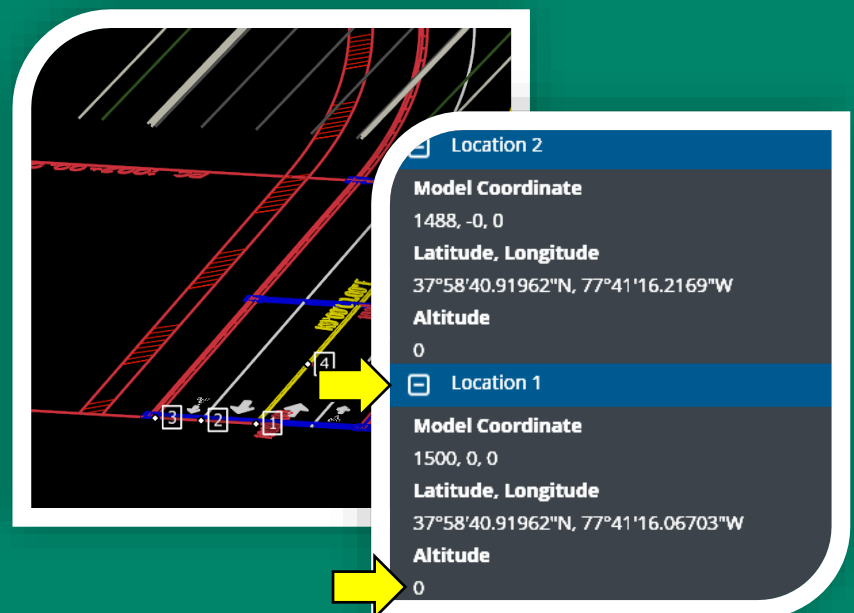 3
2
1
4
Location 2
Model Coordinate
1488, -0, 0
Latitude, Longitude
37°58'40.91962"N, 77°41'16.2169"W
Altitude
0
Location 1
Model Coordinate
1500, 0, 0
Latitude, Longitude
37°58'40.91962"N, 77°41'16.06703"W
Altitude
0